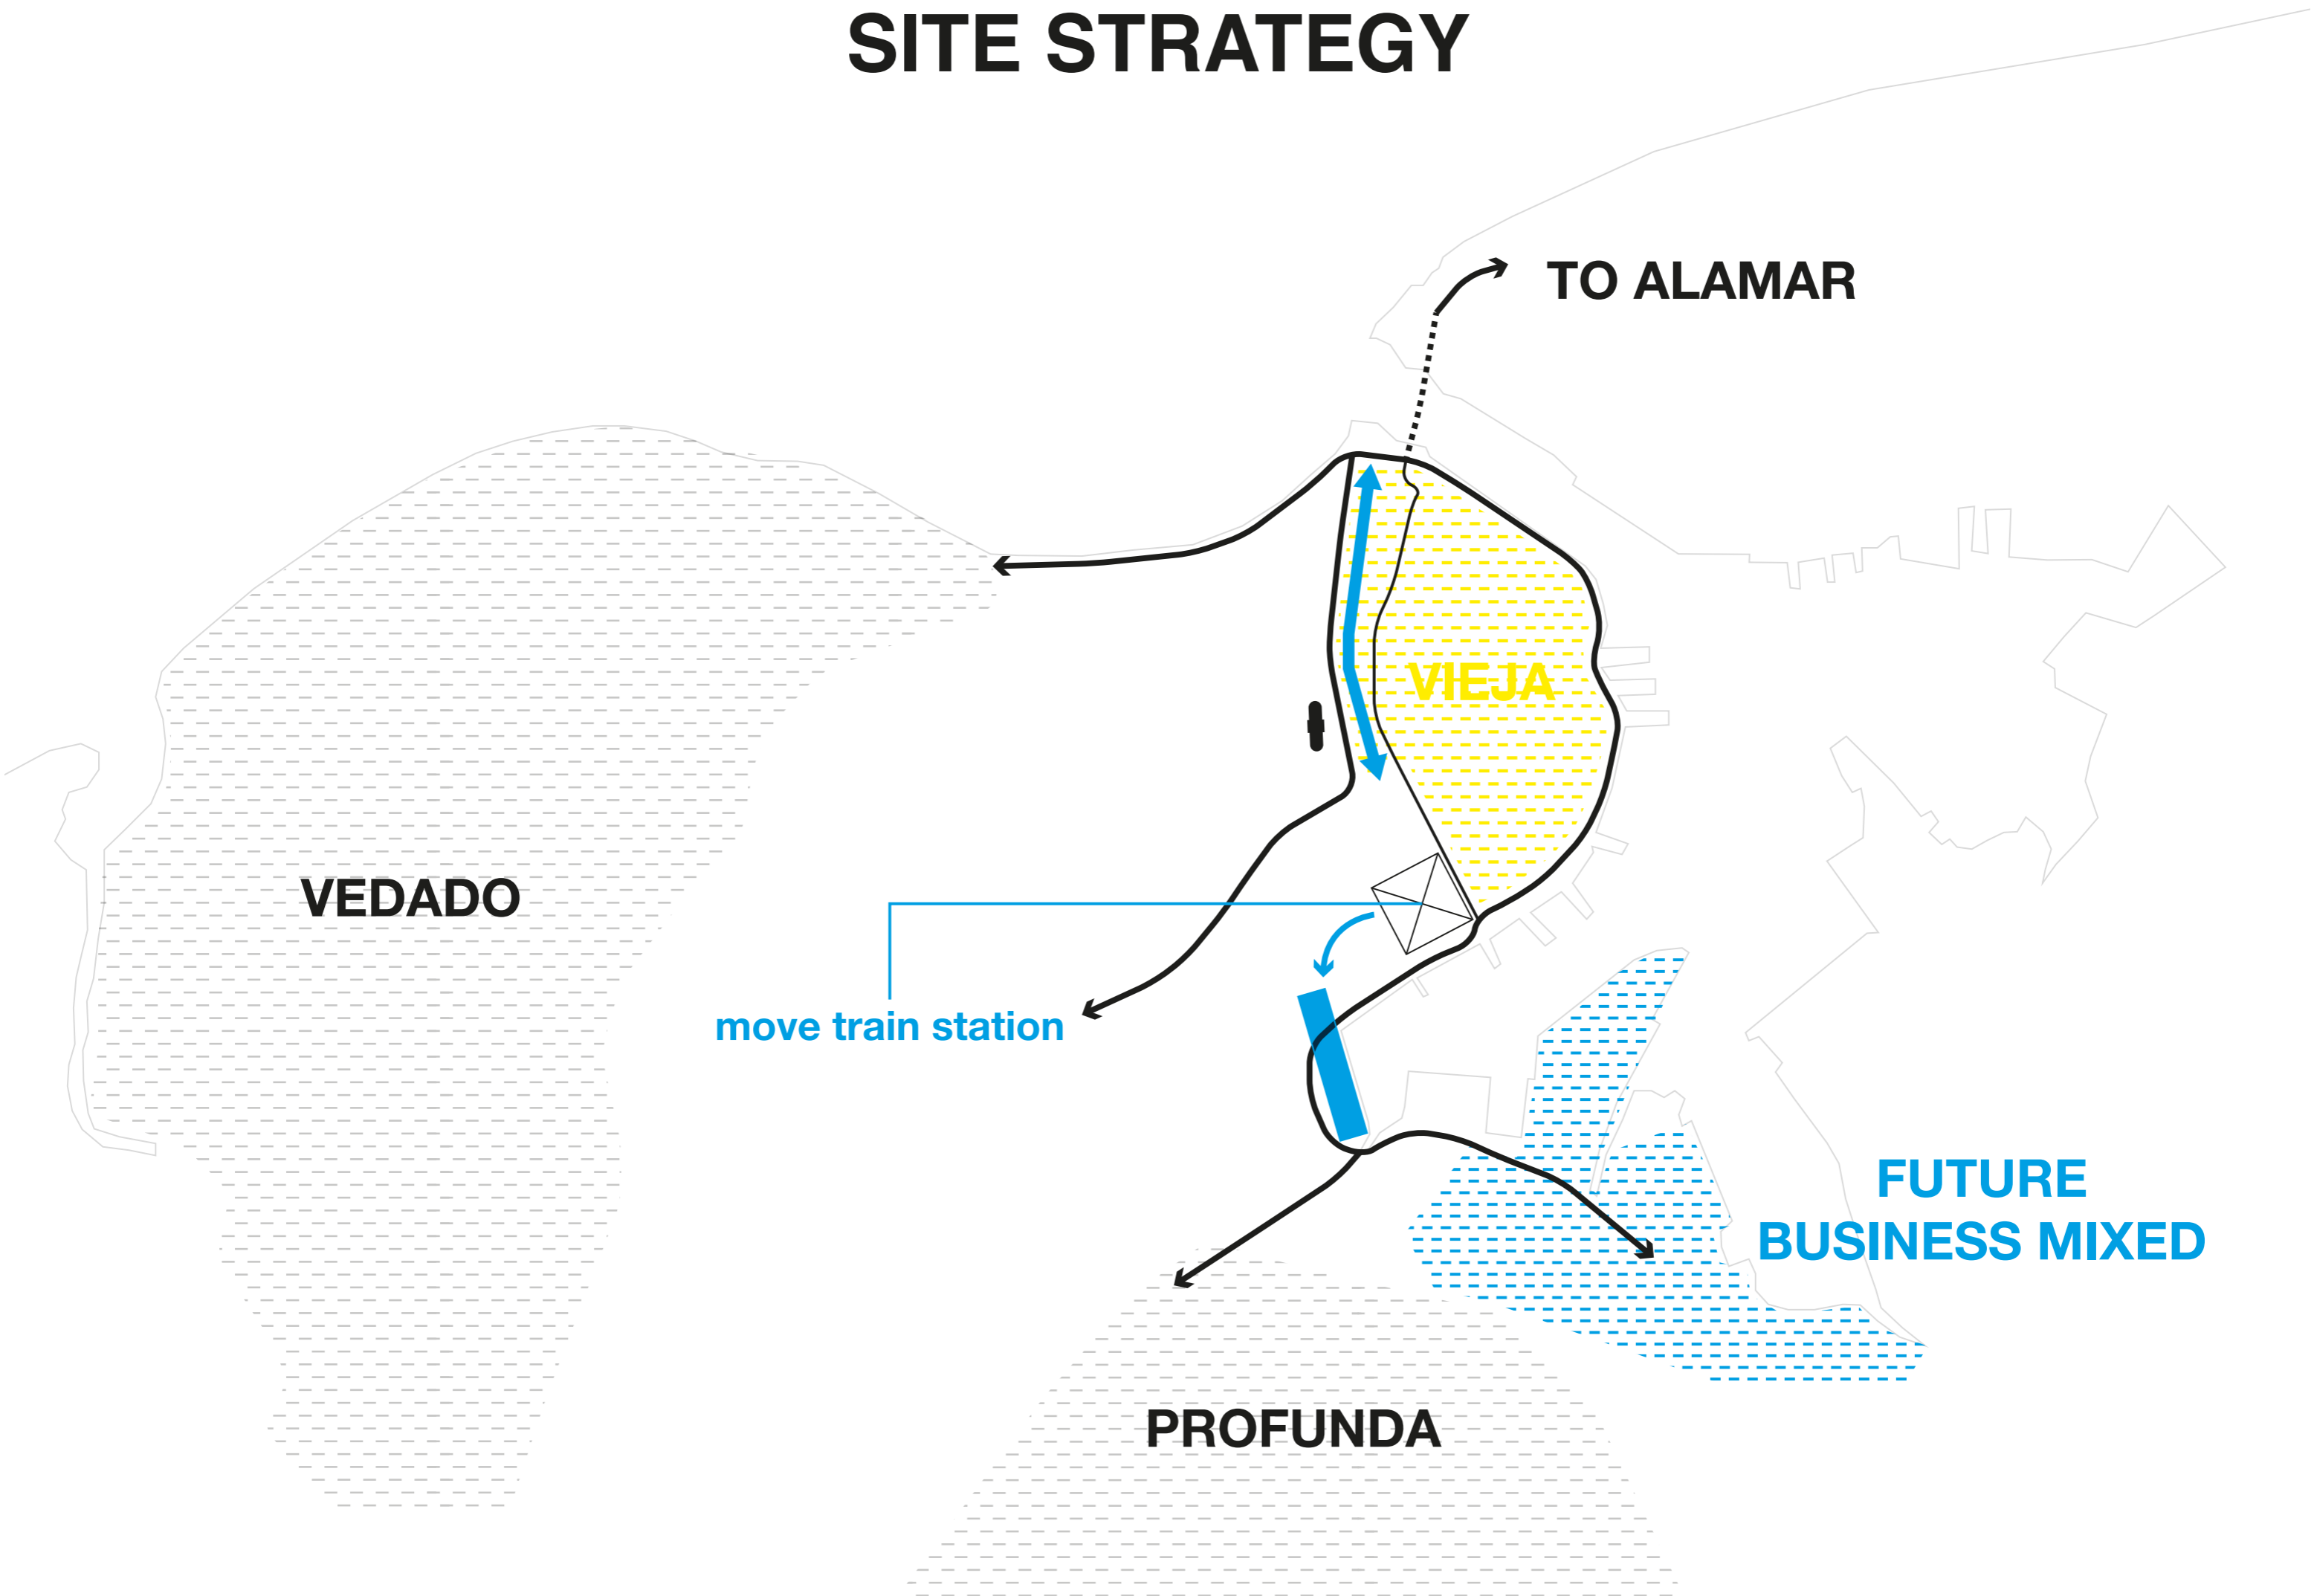 SITE STRATEGY
TO ALAMAR
VIEJA
VEDADO
move train station
FUTURE
BUSINESS MIXED
PROFUNDA